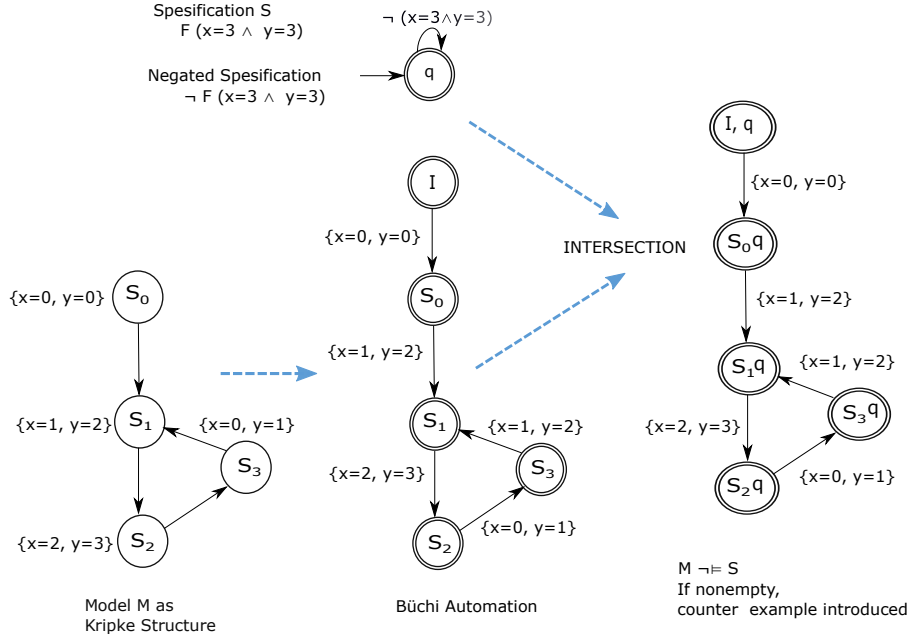 Spesification S
F (x=3 ∧ y=3)
¬ (x=3∧y=3)
q
Negated Spesification
¬ F (x=3 ∧ y=3)
I, q
{x=0, y=0}
S₀q
{x=1, y=2}
S₁q
{x=1, y=2}
S₃q
{x=2, y=3}
{x=0, y=1}
S₂q
INTERSECTION
I
{x=0, y=0}
S₀
{x=1, y=2}
S₁
{x=1, y=2}
S₃
{x=2, y=3}
{x=0, y=1}
S₂
{x=0, y=0}
S₀
{x=1, y=2}
S₁
{x=0, y=1}
S₃
{x=2, y=3}
S₂
Model M as
Kripke Structure
Büchi Automation
M ¬⊨ S
If nonempty,
counter example introduced